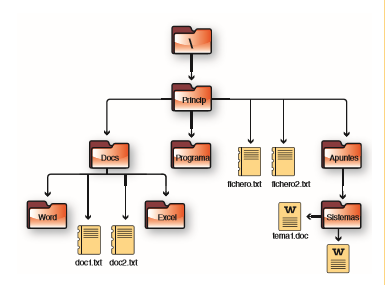 \
Princip
Docs
Programa
fichero.txt
fichero2.txt
Apuntes
Word
doc1.txt
doc2.txt
Excel
W
tema1.doc
Sistemas
W